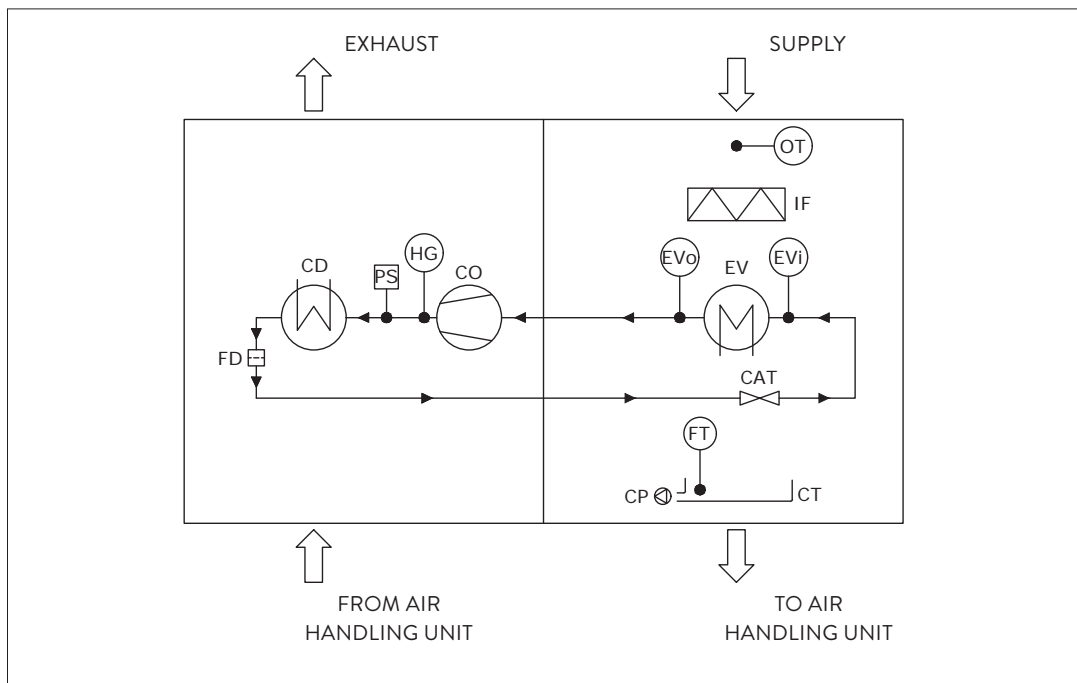 EXHAUST
SUPPLY
OT
IF
HG
EVo
EVi
CD
PS
CO
EV
FD
CAT
FT
CP
CT
FROM AIR
HANDLING UNIT
TO AIR
HANDLING UNIT